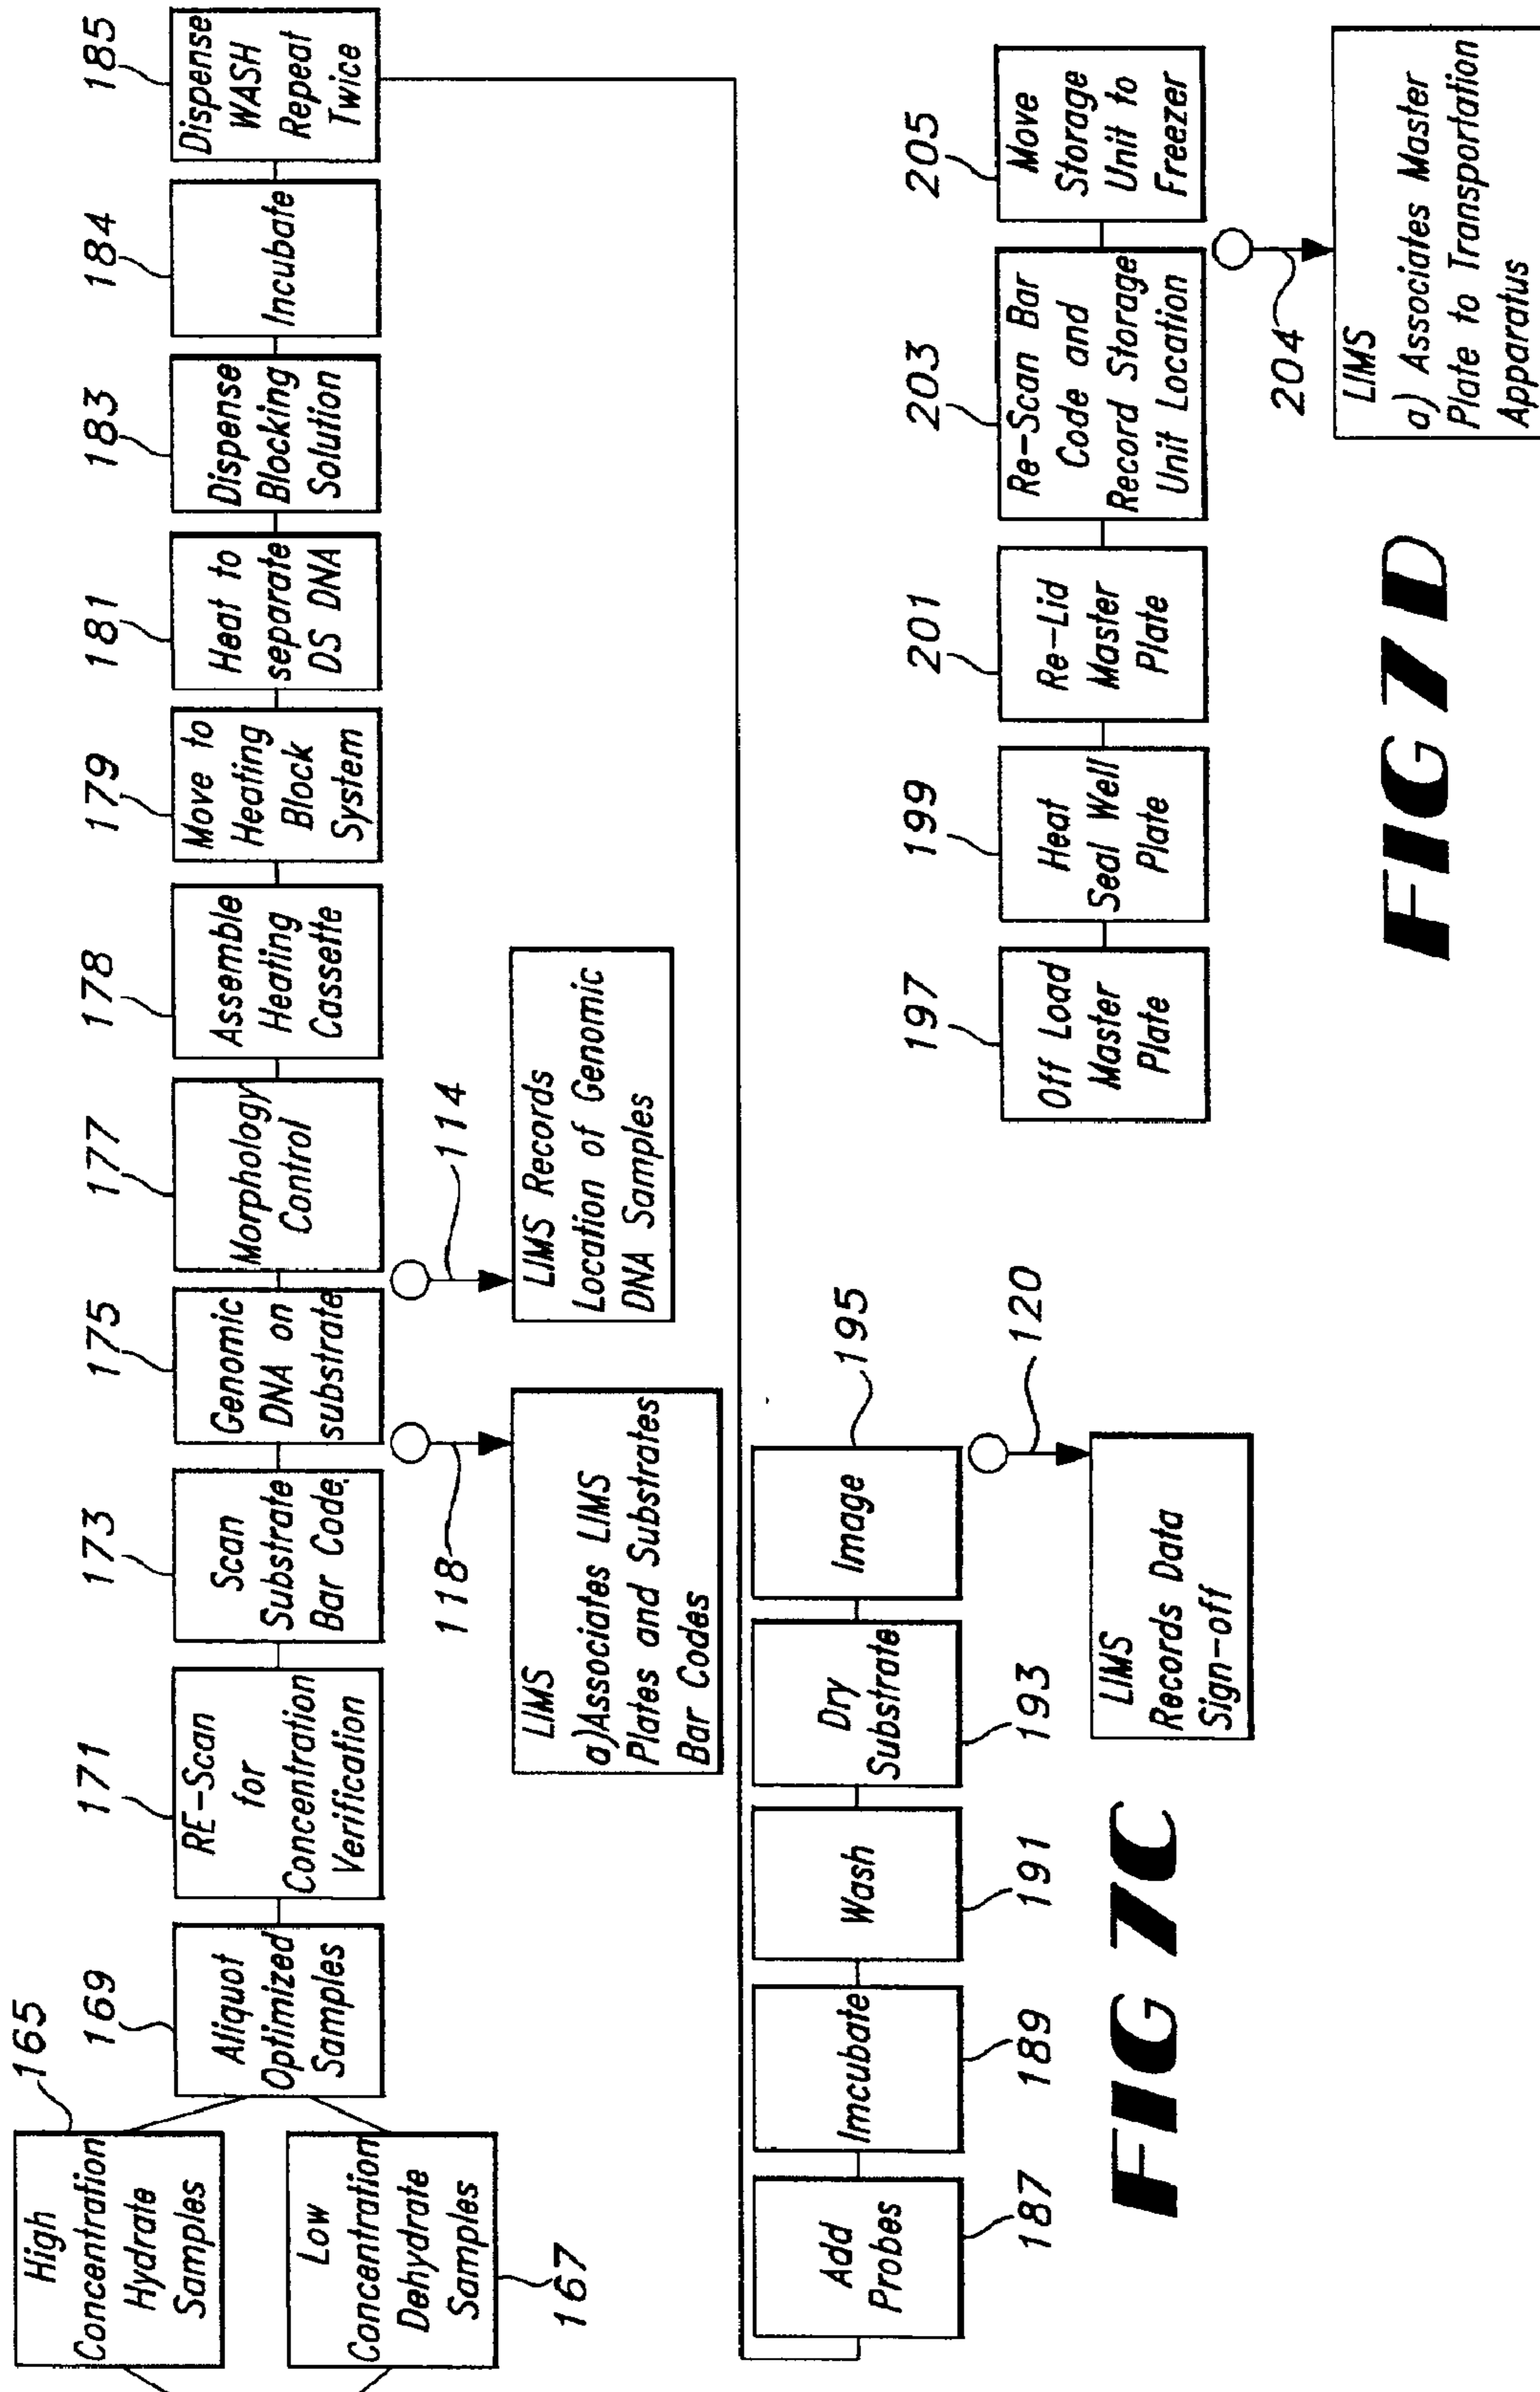 165
High
Concentration
Hydrate
Samples
Low
Concentration
Dehydrate
Samples
167
169
Aliquot
Optimized
Samples
171
RE-Scan
for
Concentration
Verification
173
Scan
Substrate
Bar Code.
175
Genomic
DNA on
substrate
177
Morphology
Control
178
Assemble
Heating
Cassette
179
Move to
Heating
Block
System
181
Heat to
separate
DS DNA
183
Dispense
Blocking
Solution
184
Incubate
185
Dispense
WASH
Repeat
Twice
118
LIMS
a)Associates LIMS
Plates and Substrates
Bar Codes
114
LIMS Records
Location of Genomic
DNA Samples
Add
Probes
187
Imcubate
189
Wash
191
Dry
Substrate
193
Image
195
120
LIMS
Records Data
Sign-off
FIG 7C
197
Off Load
Master
Plate
199
Heat
Seal Well
Plate
201
Re-Lid
Master
Plate
203
Re-Scan Bar
Code and
Record Storage
Unit Location
205
Move
Storage
Unit to
Freezer
204
LIMS
a) Associates Master
Plate to Transportation
Apparatus
FIG 7D